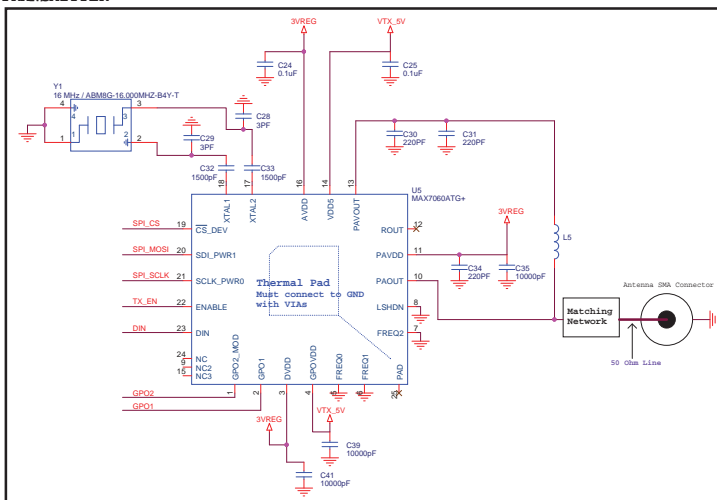 3VREG
VTX_5V
C24
0.1uF
C25
0.1uF
Y1
16 MHz / ABM8G-16.000MHZ-B4Y-T
4
3
4
3
1
2
1
2
C28
3PF
C29
3PF
C30
220PF
C31
220PF
C32
1500pF
C33
1500pF
18
17
16
14
13
U5
MAX7060ATG+
XTAL1
XTAL2
AVDD
VDD5
PAVOUT
3VREG
L5
SPI_CS
19
CS_DEV
ROUT
12
SPI_MOSI
20
SDI_PWR1
PAVDD
11
C34
220PF
C35
10000pF
SPI_SCLK
21
SCLK_PWR0
PAOUT
10
Thermal Pad
Must connect to GND
with VIAs
Antenna SMA Connector
TX_EN
22
ENABLE
LSHDN
8
Matching
Network
DIN
23
DIN
FREQ2
7
50 Ohm Line
24
NC
9
NC2
15
NC3
GPO2_MOD
GPO1
DVDD
GPOVDD
FREQ0
FREQ1
PAD
GPO2
1
2
3
4
5
6
25
GPO1
3VREG
VTX_5V
C39
10000pF
C41
10000pF